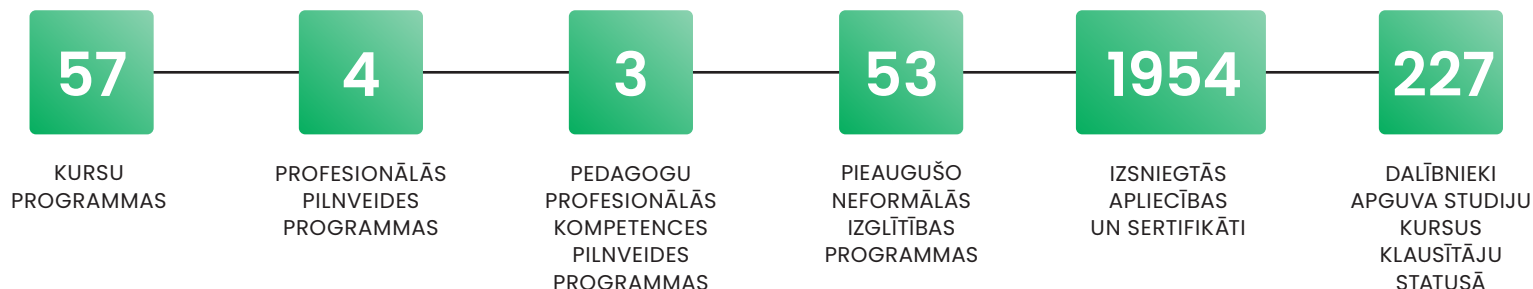 57
KURSU
PROGRAMMAS
4
PROFESIONĀLĀS
PILNVEIDES
PROGRAMMAS
3
PEDAGOGU
PROFESIONĀLĀS
KOMPETENCES
PILNVEIDES
PROGRAMMAS
53
PIEAUGUŠO
NEFORMĀLĀS
IZGLĪTĪBAS
PROGRAMMAS
1954
IZSNIEGTĀS
APLIECĪBAS
UN SERTIFIKĀTI
227
DALĪBNIEKI
APGUVA STUDIJU
KURSUS
KLAUSĪTĀJU
STATUSĀ